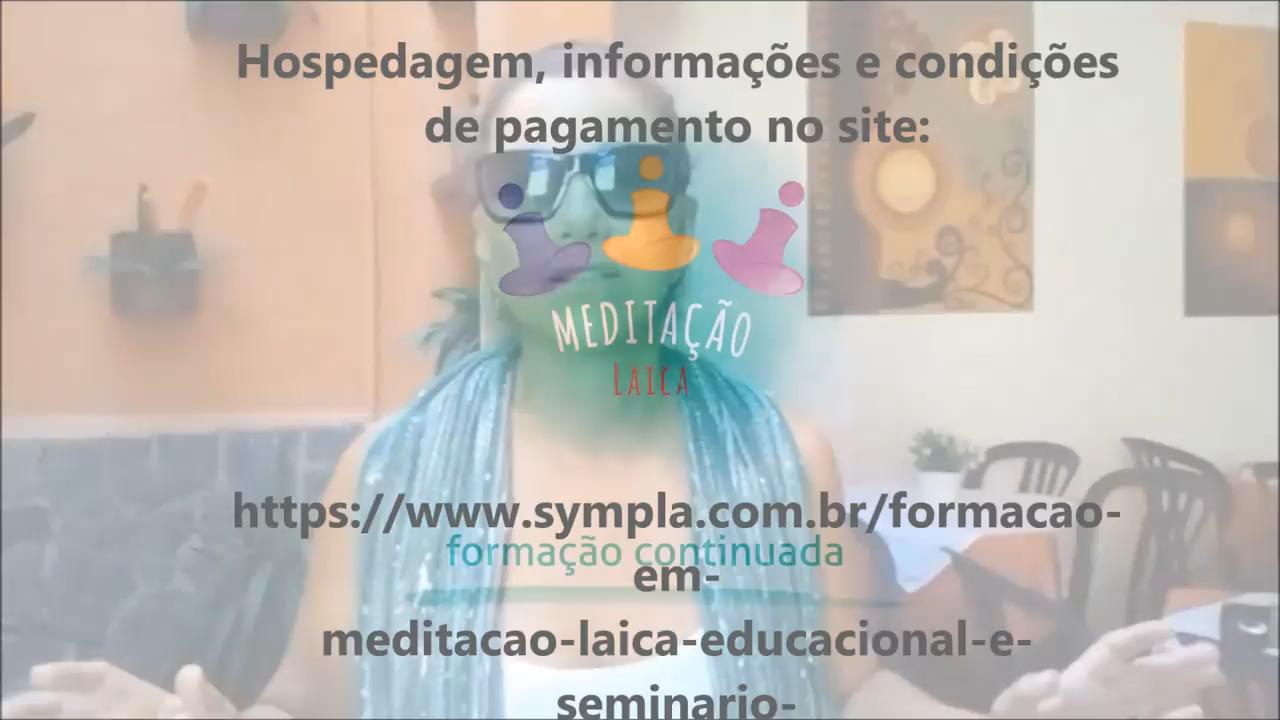 Hospedagem, informações e condições
de pagamento no site:
MEDITAÇÃO
LAICA
https://www.sympla.com.br/formacao-
formação continuada
em-
meditacao-laica-educacional-e-
seminario-